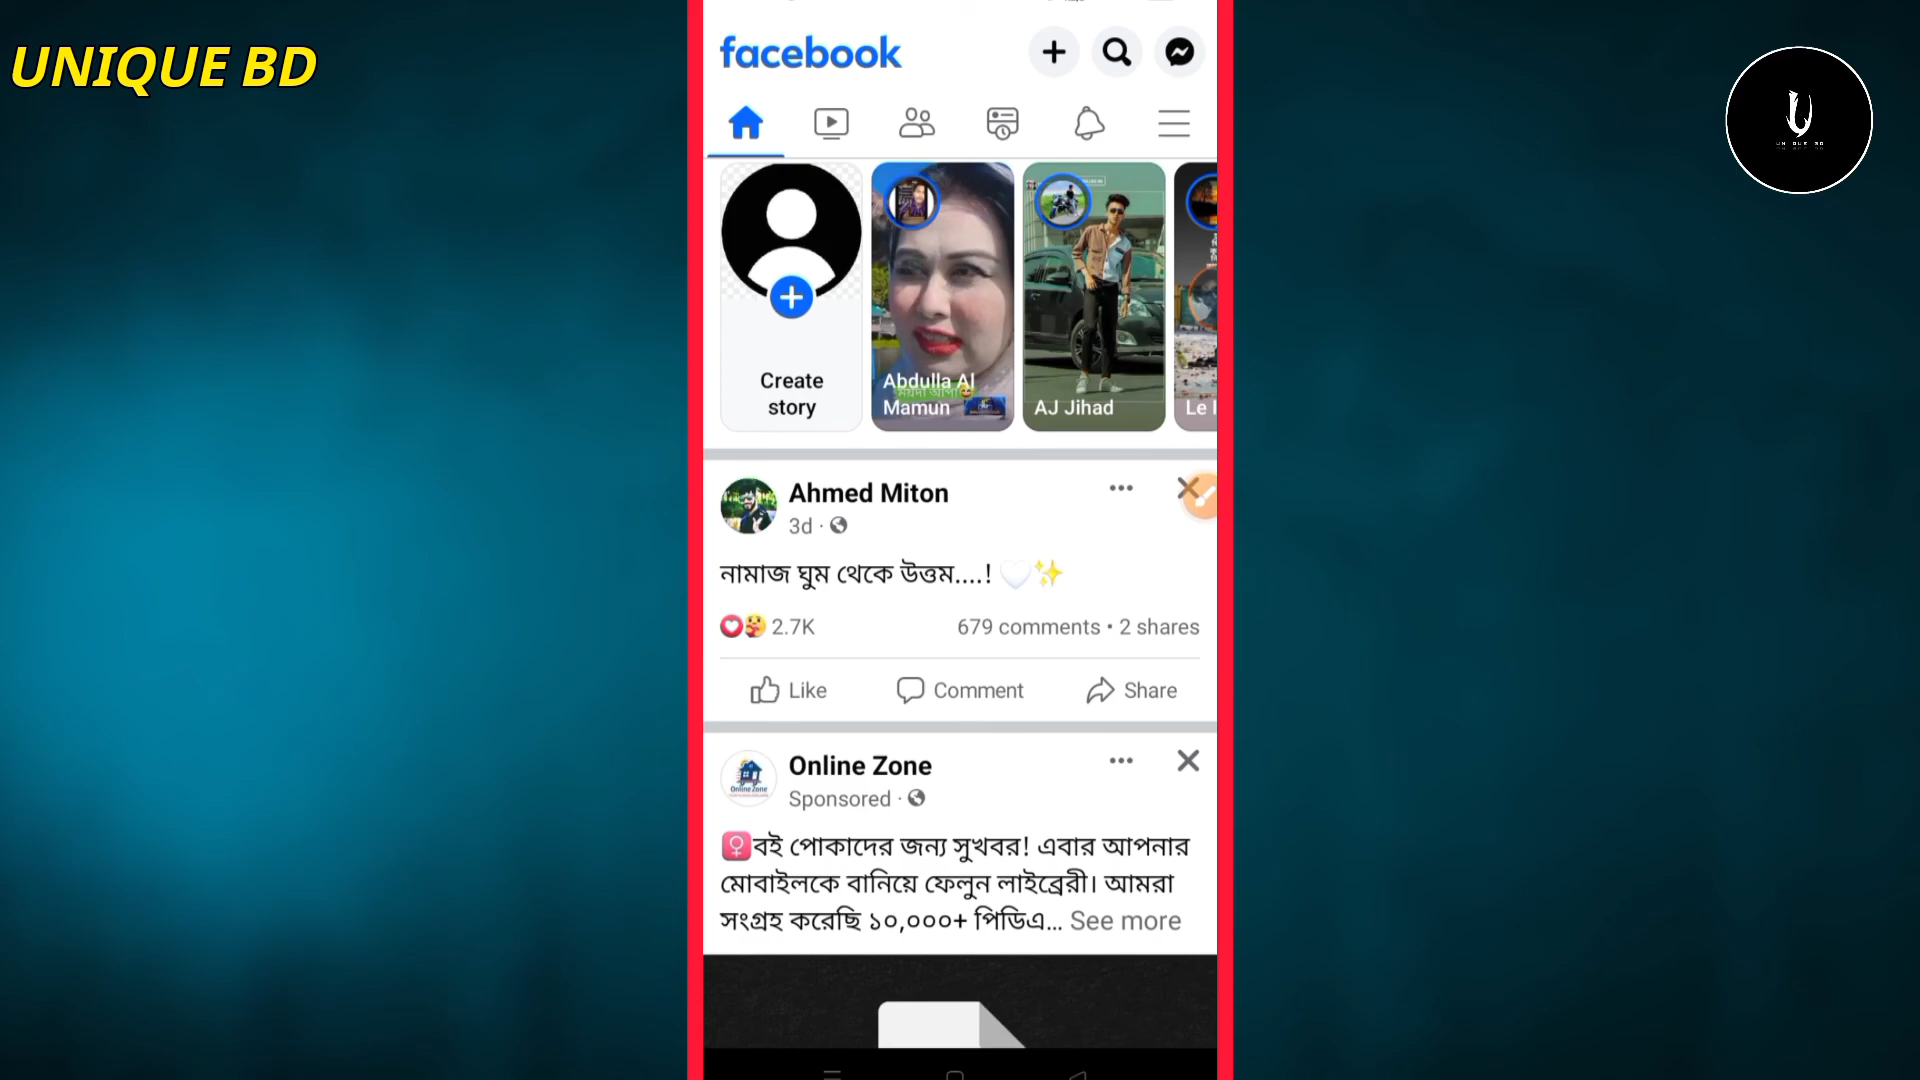 UNIQUE BD
facebook
Create
story
Abdulla Al
Mamun
AJ Jihad
Le
Ahmed Miton
3d ·
নামাজ ঘুম থেকে উত্তম....! 🤍✨
2.7K
679 comments • 2 shares
Like
Comment
Share
Online Zone
Sponsored ·
বই পোকাদের জন্য সুখবর! এবার আপনার
মোবাইলকে বানিয়ে ফেলুন লাইব্রেরী। আমরা
সংগ্রহ করেছি ১০,০০০+ পিডিএ... See more